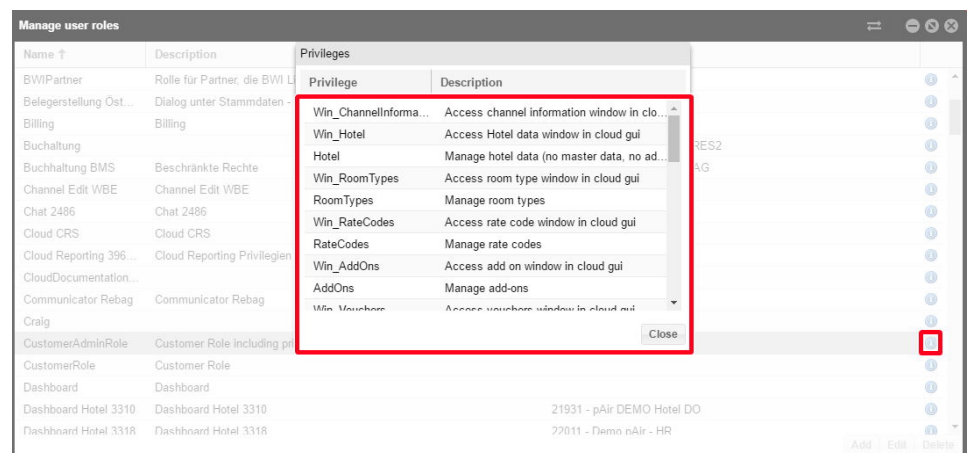 Manage user roles
Name Description
Privileges
Privilege Description
BWIPartner Rolle für Partner, die BWI L
Belegerstellung Öst... Dialog unter Stammdaten -
Billing Billing
Buchaltung RES2
Buchhaltung BMS Beschränkte Rechte AG
Channel Edit WBE Channel Edit WBE
Chat 2486 Chat 2486
Cloud CRS Cloud CRS
Cloud Reporting 396... Cloud Reporting Privilegien
CloudDocumentation...
Communicator Rebag Communicator Rebag
Craig
CustomerAdminRole Customer Role including pri
CustomerRole Customer Role
Dashboard Dashboard
Dashboard Hotel 3310 Dashboard Hotel 3310 21931 - pAir DEMO Hotel DO
Dashboard Hotel 3318 Dashboard Hotel 3318 22011 - Demo pAir - HR
Win_ChannelInforma... Access channel information window in clo...
Win_Hotel Access Hotel data window in cloud gui
Hotel Manage hotel data (no master data, no ad...
Win_RoomTypes Access room type window in cloud gui
RoomTypes Manage room types
Win_RateCodes Access rate code window in cloud gui
RateCodes Manage rate codes
Win_AddOns Access add on window in cloud gui
AddOns Manage add-ons
Win_Vouchers Access vouchers window in cloud gui
Close
Add Edit Delete